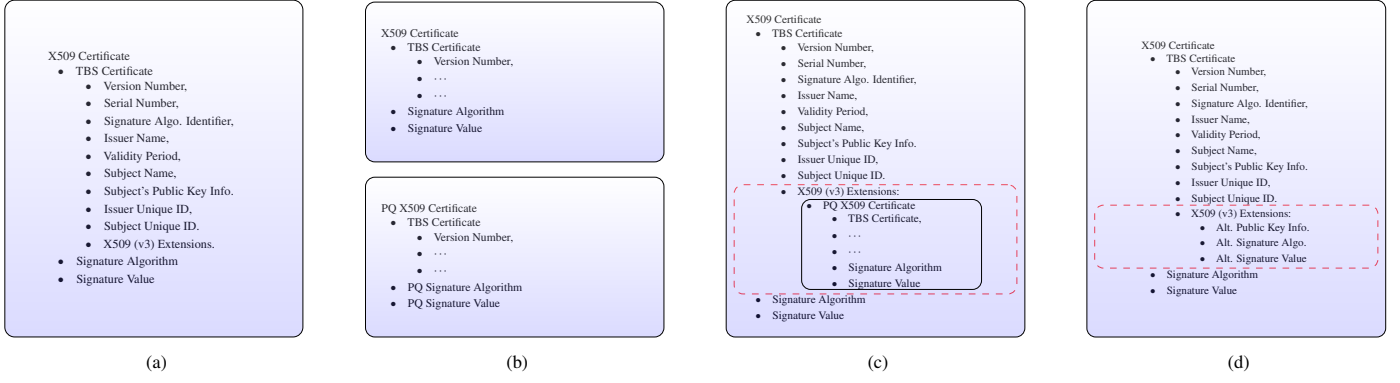 X509 Certificate
• TBS Certificate
• Version Number,
• Serial Number,
• Signature Algo. Identifier,
• Issuer Name,
• Validity Period,
• Subject Name,
• Subject's Public Key Info.
• Issuer Unique ID,
• Subject Unique ID.
• X509 (v3) Extensions.
• Signature Algorithm
• Signature Value
(a)
X509 Certificate
• TBS Certificate
• Version Number,
• ···
• ···
• Signature Algorithm
• Signature Value
PQ X509 Certificate
• TBS Certificate
• Version Number,
• ···
• ···
• PQ Signature Algorithm
• PQ Signature Value
(b)
X509 Certificate
• TBS Certificate
• Version Number,
• Serial Number,
• Signature Algo. Identifier,
• Issuer Name,
• Validity Period,
• Subject Name,
• Subject's Public Key Info.
• Issuer Unique ID,
• Subject Unique ID.
• X509 (v3) Extensions:
• PQ X509 Certificate
• TBS Certificate,
• ···
• ···
• Signature Algorithm
• Signature Value
• Signature Algorithm
• Signature Value
(c)
X509 Certificate
• TBS Certificate
• Version Number,
• Serial Number,
• Signature Algo. Identifier,
• Issuer Name,
• Validity Period,
• Subject Name,
• Subject's Public Key Info.
• Issuer Unique ID,
• Subject Unique ID.
• X509 (v3) Extensions:
• Alt. Public Key Info.
• Alt. Signature Algo.
• Alt. Signature Value
• Signature Algorithm
• Signature Value
(d)